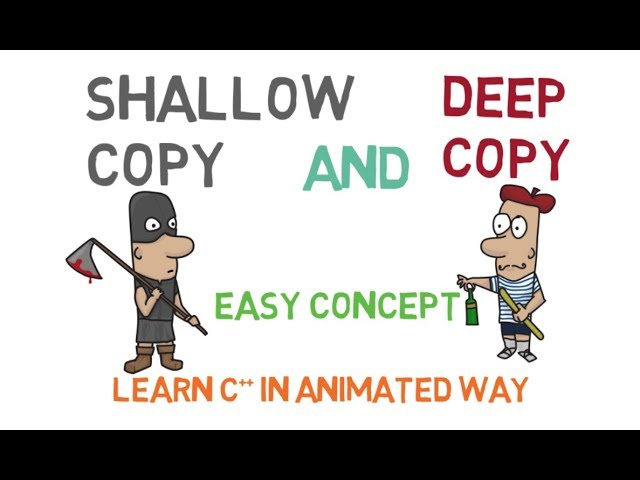 SHALLOW COPY
AND
DEEP COPY
EASY CONCEPT
LEARN C++ IN ANIMATED WAY